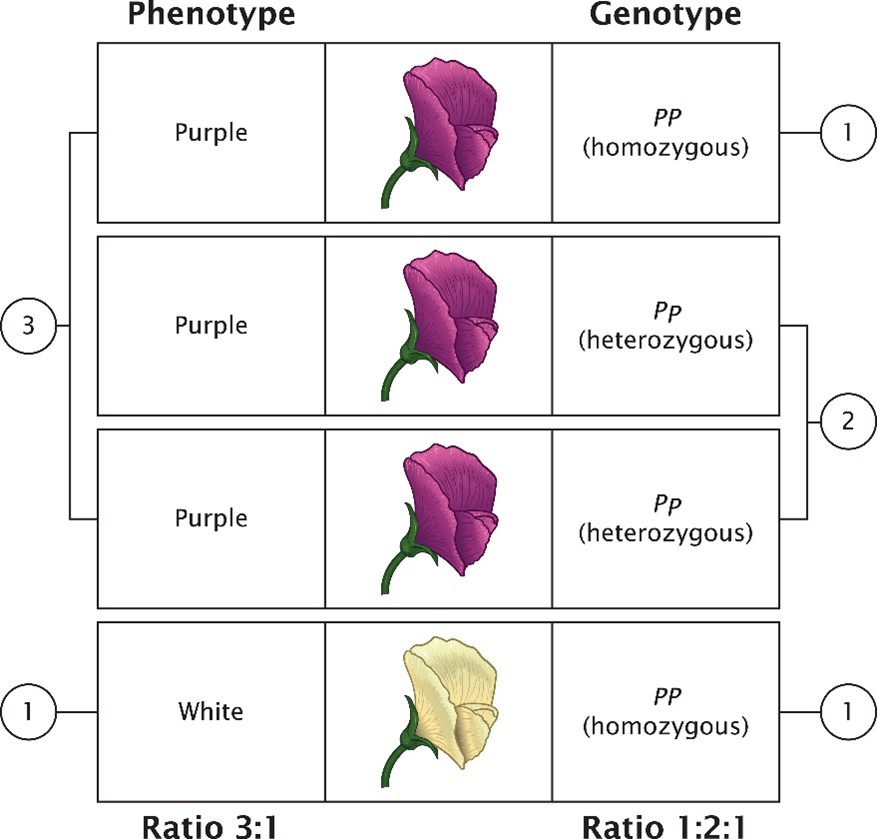 Phenotype
Genotype
Purple
PP
(homozygous)
1
Purple
Pp
(heterozygous)
3
2
Purple
Pp
(heterozygous)
1
White
PP
(homozygous)
1
Ratio 3:1
Ratio 1:2:1